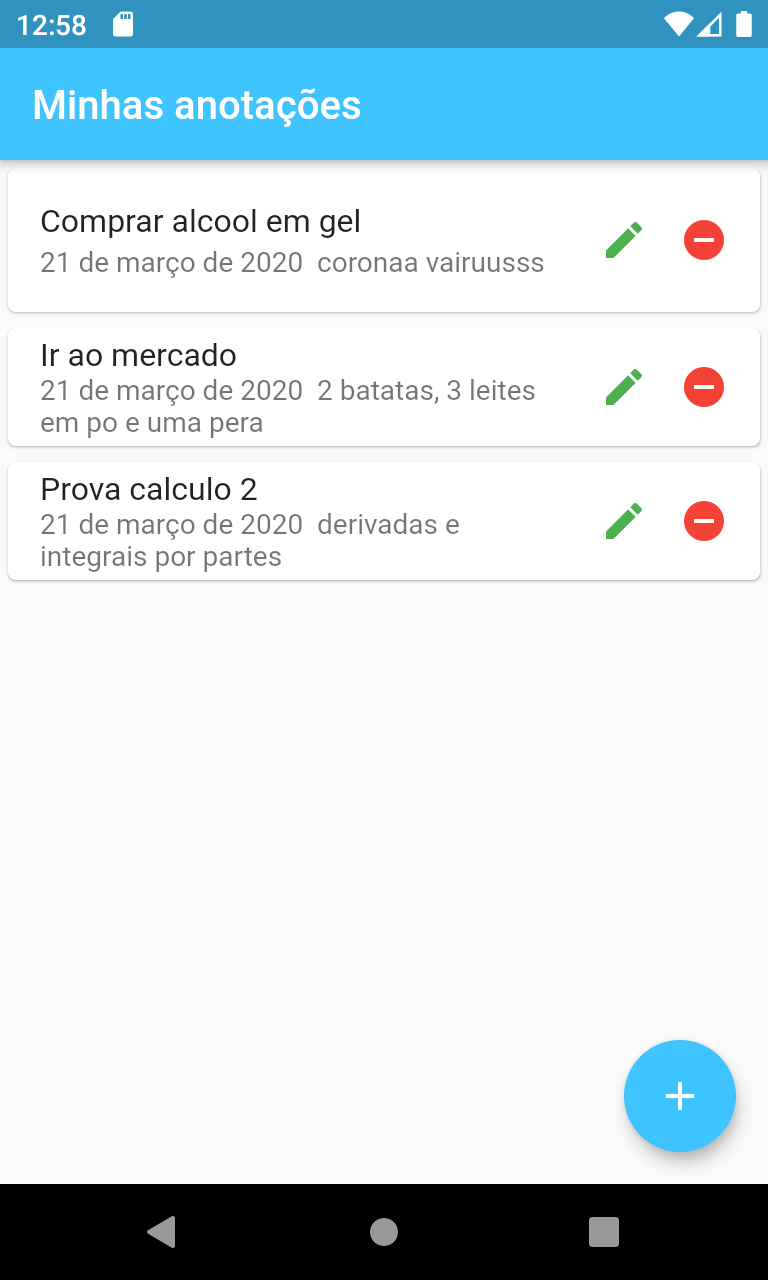 12:58
Minhas anotações
Comprar alcool em gel
21 de março de 2020  coronaa vairuusss
Ir ao mercado
21 de março de 2020  2 batatas, 3 leites
em po e uma pera
Prova calculo 2
21 de março de 2020  derivadas e
integrais por partes